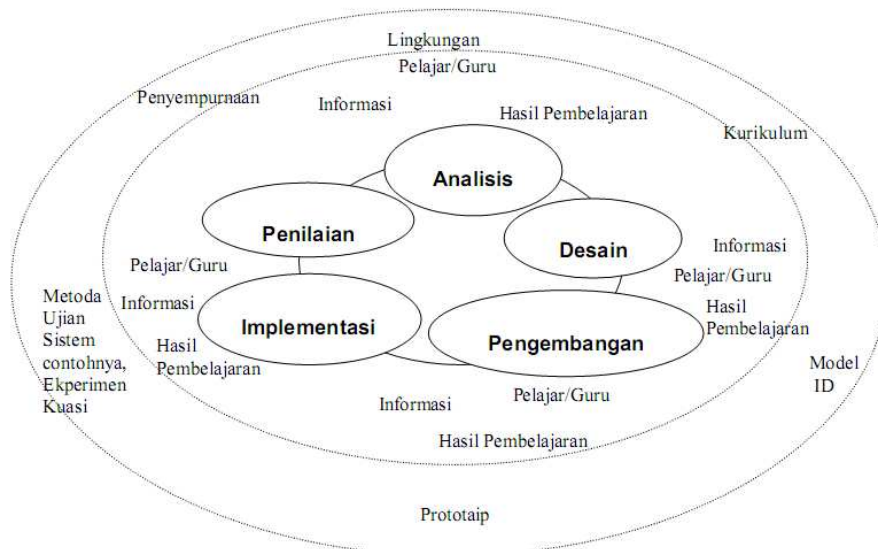 Lingkungan
Pelajar/Guru
Penyempurnaan
Informasi
Hasil Pembelajaran
Kurikulum
Analisis
Penilaian
Desain
Informasi
Pelajar/Guru
Hasil
Pembelajaran
Pelajar/Guru
Informasi
Hasil
Pembelajaran
Metoda
Ujian
Sistem
contohnya,
Ekperimen
Kuasi
Implementasi
Pengembangan
Model
ID
Pelajar/Guru
Informasi
Hasil Pembelajaran
Prototaip